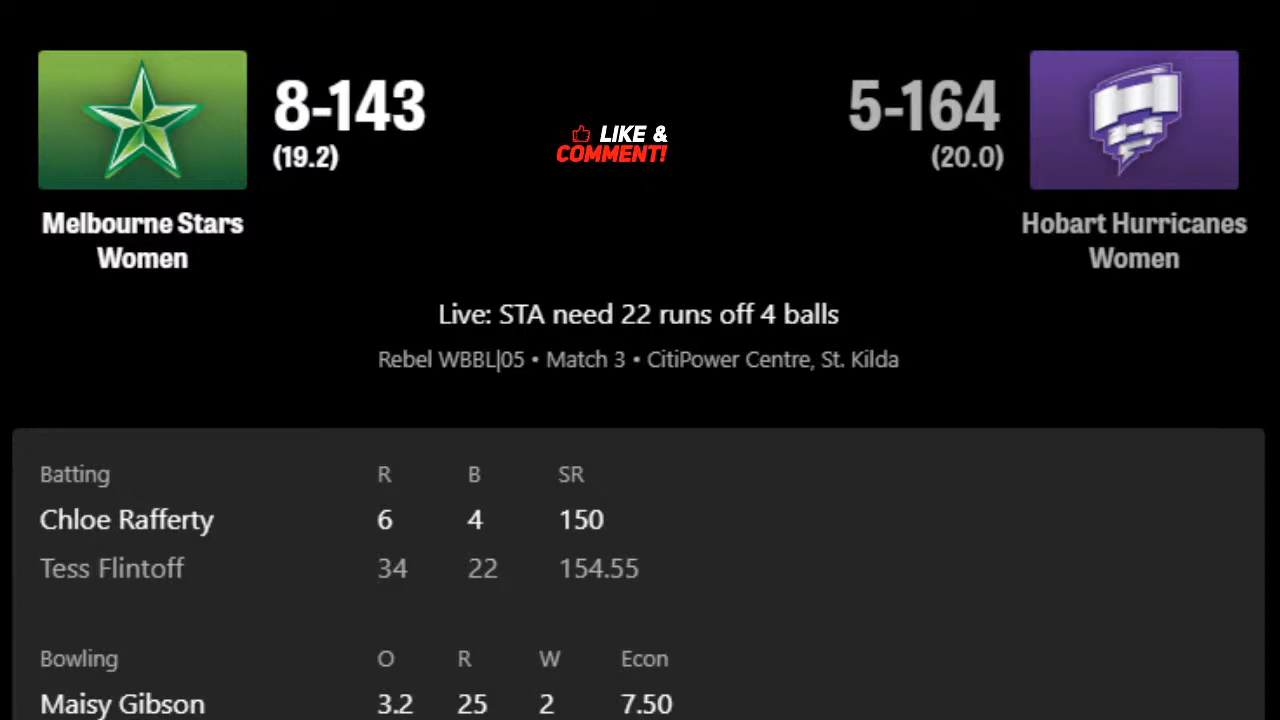 8-143
(19.2)
LIKE &
COMMENT!
5-164
(20.0)
Melbourne Stars
Women
Hobart Hurricanes
Women
Live: STA need 22 runs off 4 balls
Rebel WBBL|05 • Match 3 • CitiPower Centre, St. Kilda
Batting R B SR
Chloe Rafferty 6 4 150
Tess Flintoff 34 22 154.55
Bowling O R W Econ
Maisy Gibson 3.2 25 2 7.50